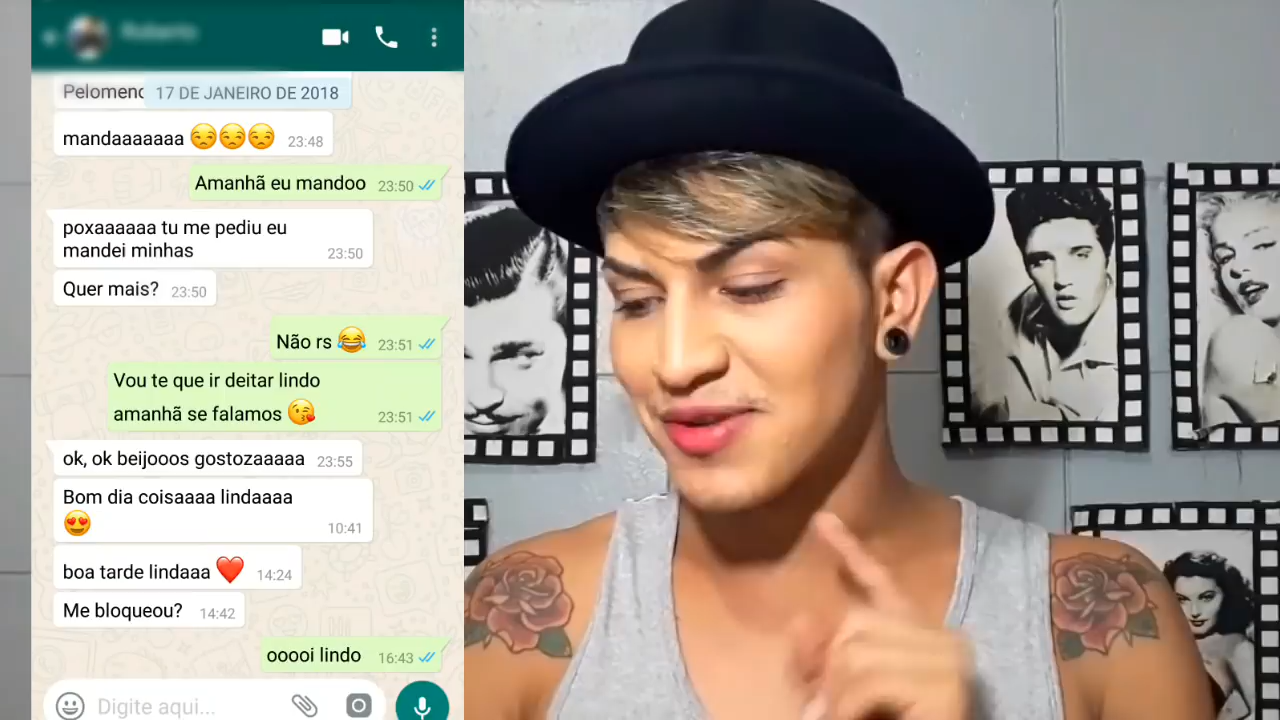 Pelomeno
17 DE JANEIRO DE 2018
mandaaaaaaa 😒😒😒 23:48
Amanhã eu mandoo 23:50
poxaaaaaa tu me pediu eu
mandei minhas 23:50
Quer mais? 23:50
Não rs 😂 23:51
Vou te que ir deitar lindo
amanhã se falamos 😘 23:51
ok, ok beijooos gostozaaaaa 23:55
Bom dia coisaaaa lindaaaa
😍 10:41
boa tarde lindaaa ❤️ 14:24
Me bloqueou? 14:42
ooooi lindo 16:43
Digite aqui...